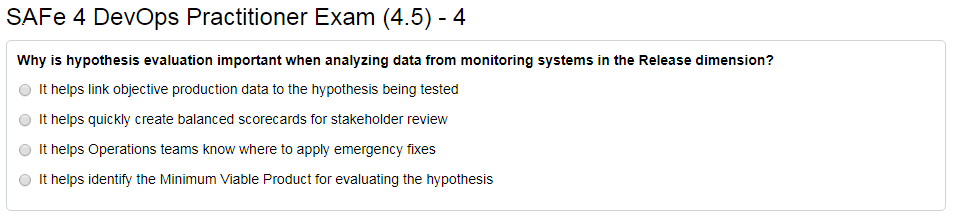 SAFe 4 DevOps Practitioner Exam (4.5) - 4
Why is hypothesis evaluation important when analyzing data from monitoring systems in the Release dimension?
It helps link objective production data to the hypothesis being tested
It helps quickly create balanced scorecards for stakeholder review
It helps Operations teams know where to apply emergency fixes
It helps identify the Minimum Viable Product for evaluating the hypothesis